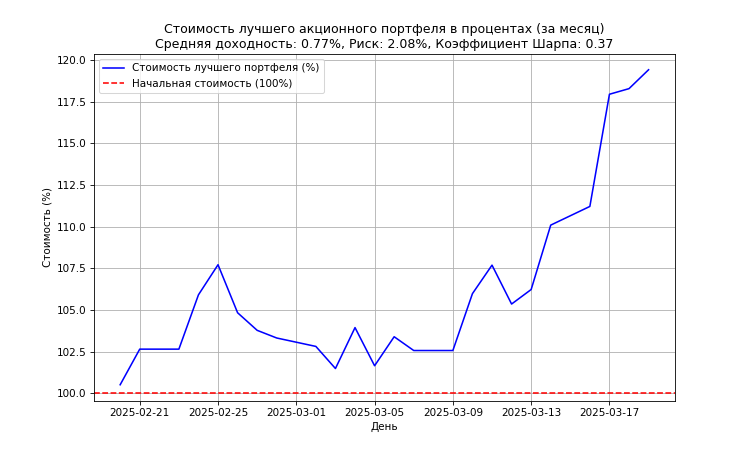 Стоимость лучшего акционного портфеля в процентах (за месяц)
Средняя доходность: 0.77%, Риск: 2.08%, Коэффициент Шарпа: 0.37
Стоимость лучшего портфеля (%)
Начальная стоимость (100%)
Стоимость (%)
120.0
117.5
115.0
112.5
110.0
107.5
105.0
102.5
100.0
2025-02-21
2025-02-25
2025-03-01
2025-03-05
2025-03-09
2025-03-13
2025-03-17
День